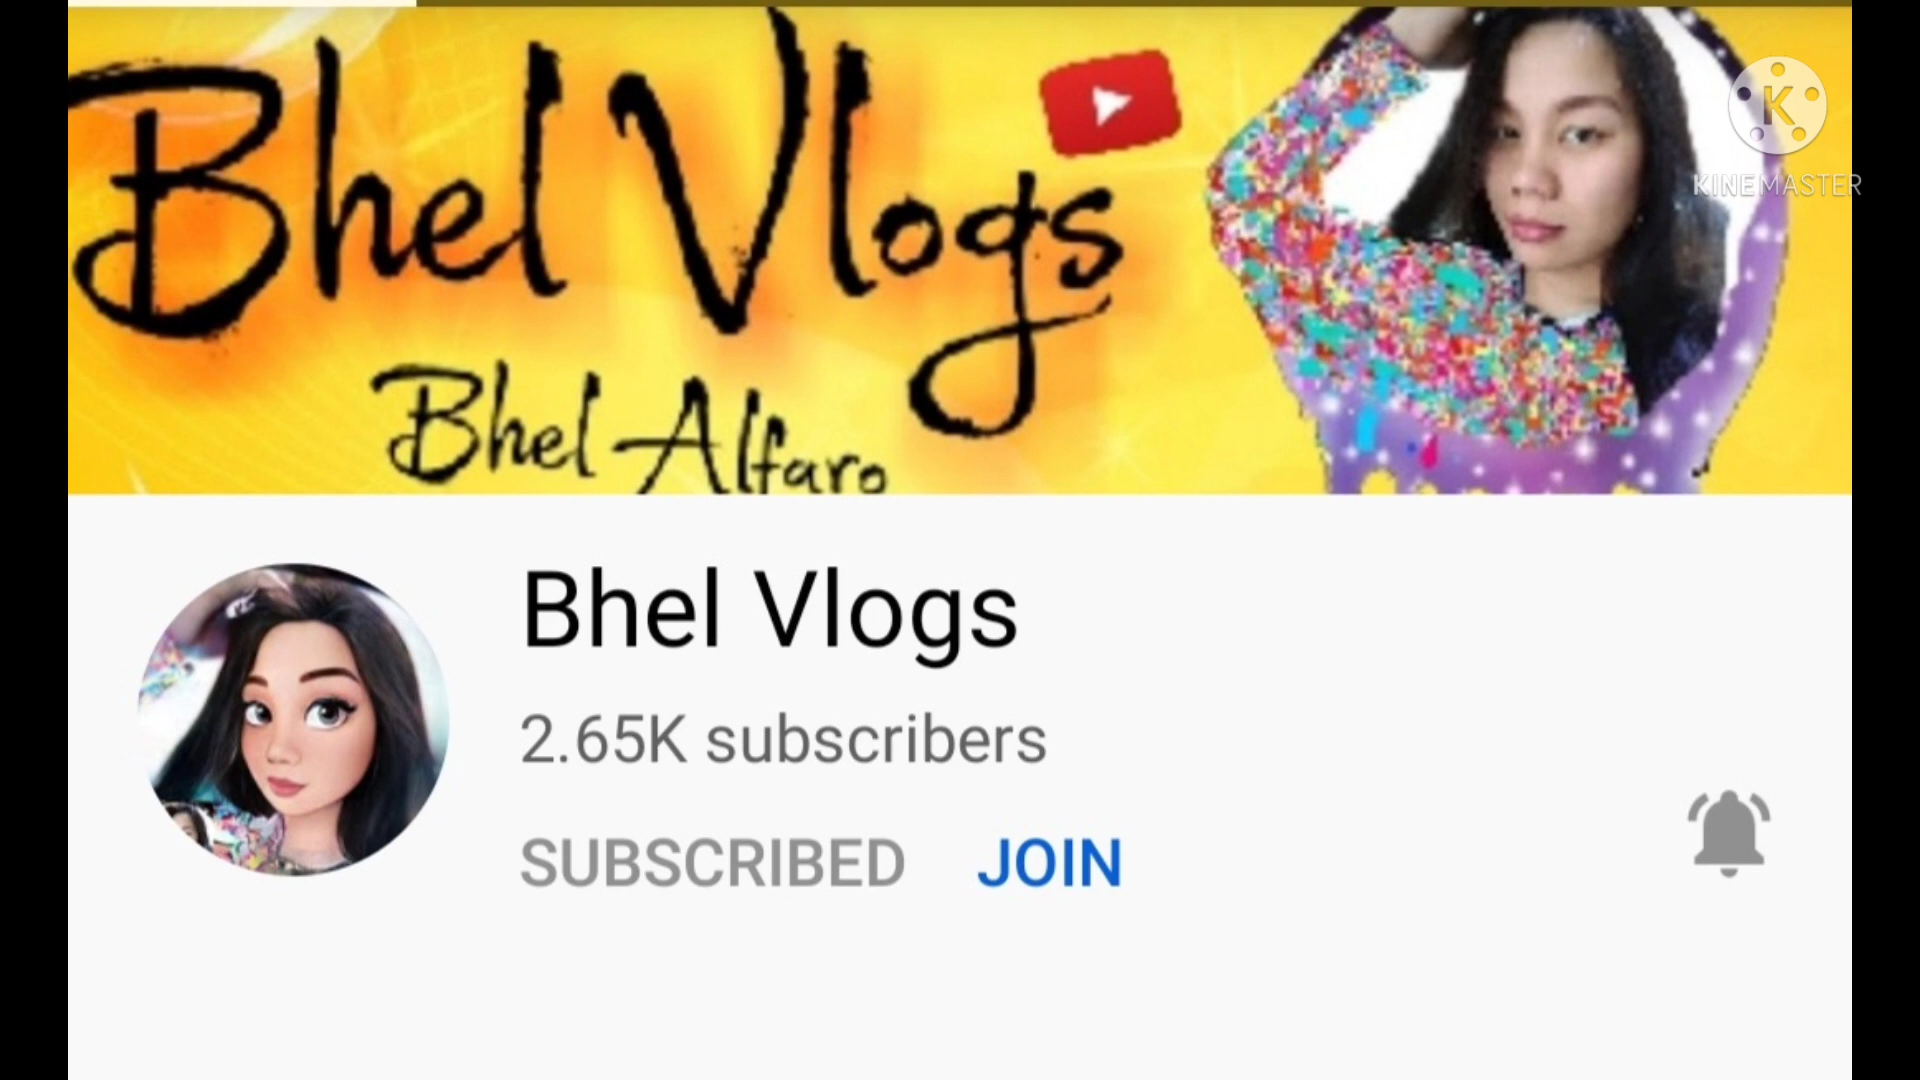 Bhel Vlogs
Bhel Alfaro
K
KINEMASTER
Bhel Vlogs
2.65K subscribers
SUBSCRIBED JOIN